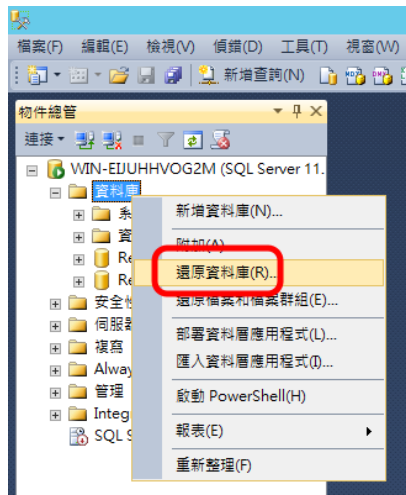 檔案(F) 編輯(E) 檢視(V) 偵錯(D) 工具(T) 視窗(W)
新增查詢(N)
物件總管
連接
WIN-EIJUHHVOG2M (SQL Server 11.
資料庫
系
資
Re
Re
安全性
伺服器
複寫
Alway
管理
Integ
SQL S
新增資料庫(N)...
附加(A)...
還原資料庫(R)...
還原檔案和檔案群組(E)...
部署資料層應用程式(L)...
匯入資料層應用程式(I)...
啟動 PowerShell(H)
報表(E)
重新整理(F)